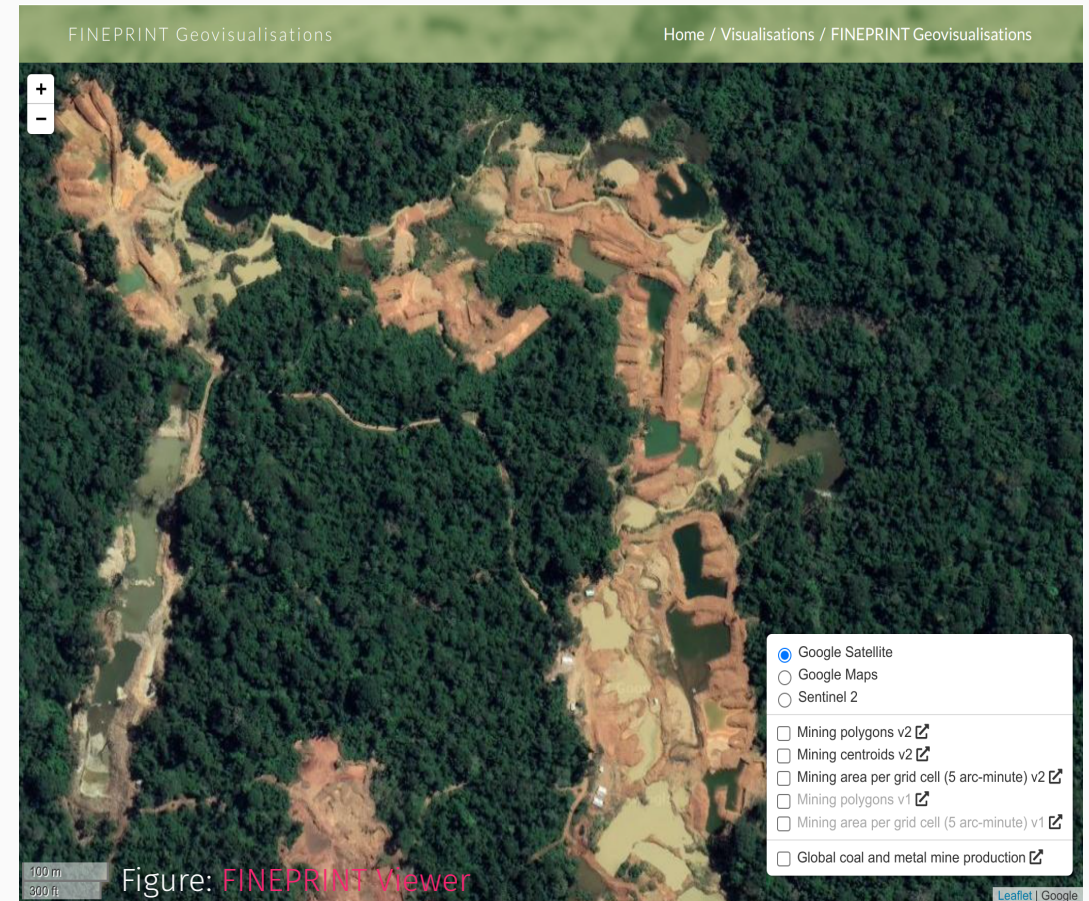 FINEPRINT Geovisualisations
Home / Visualisations / FINEPRINT Geovisualisations
+
−
Google Satellite
Google Maps
Sentinel 2
Mining polygons v2
Mining centroids v2
Mining area per grid cell (5 arc-minute) v2
Mining polygons v1
Mining area per grid cell (5 arc-minute) v1
Global coal and metal mine production
100 m
300 ft
Figure: FINEPRINT Viewer
Leaflet | Google